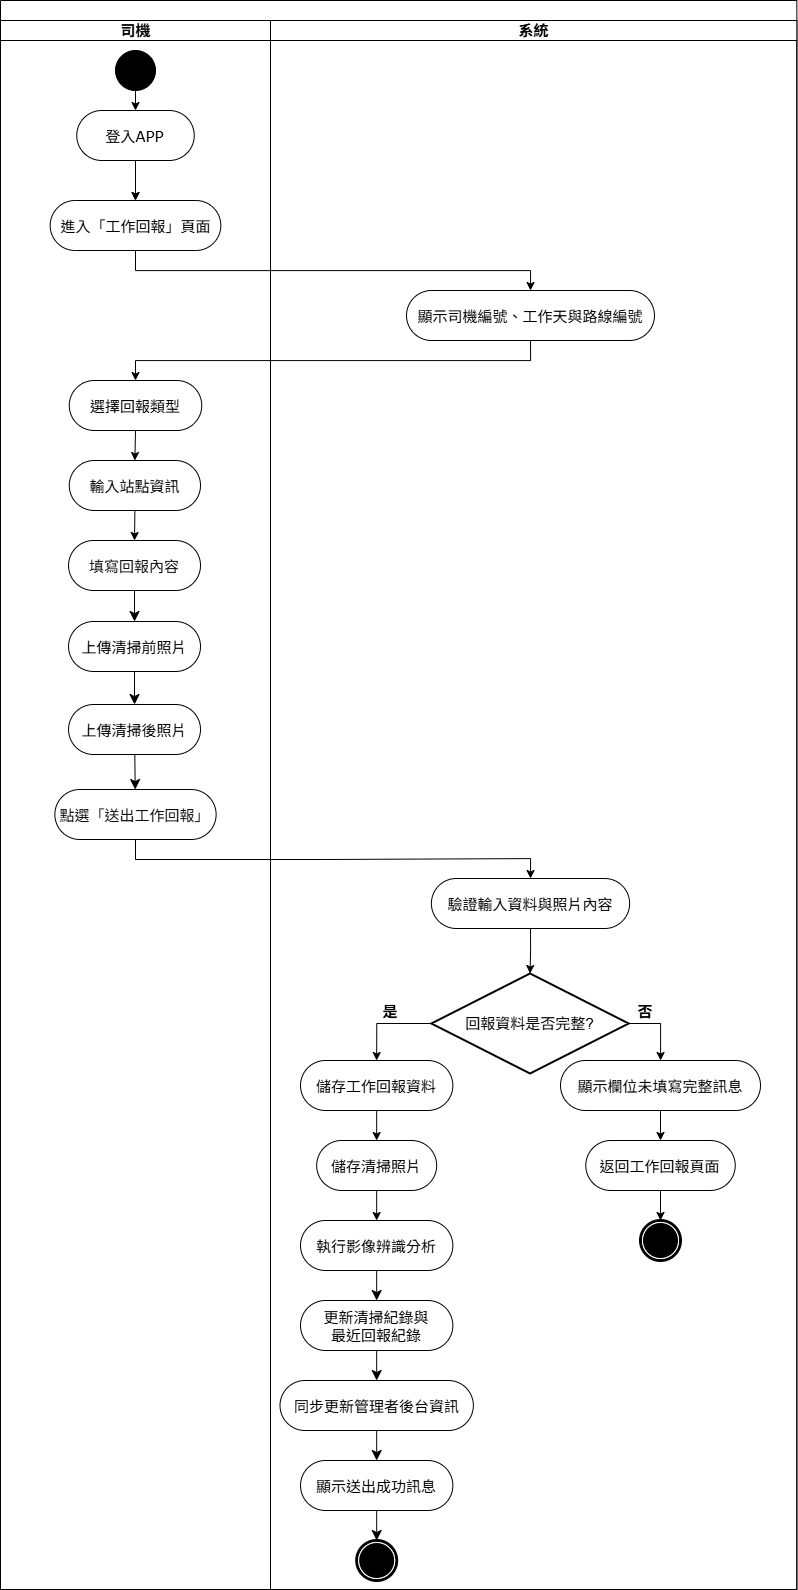 司機
系統
登入APP
進入「工作回報」頁面
顯示司機編號、工作天與路線編號
選擇回報類型
輸入站點資訊
填寫回報內容
上傳清掃前照片
上傳清掃後照片
點選「送出工作回報」
驗證輸入資料與照片內容
回報資料是否完整?
是
否
儲存工作回報資料
顯示欄位未填寫完整訊息
儲存清掃照片
返回工作回報頁面
執行影像辨識分析
更新清掃紀錄與
最近回報紀錄
同步更新管理者後台資訊
顯示送出成功訊息